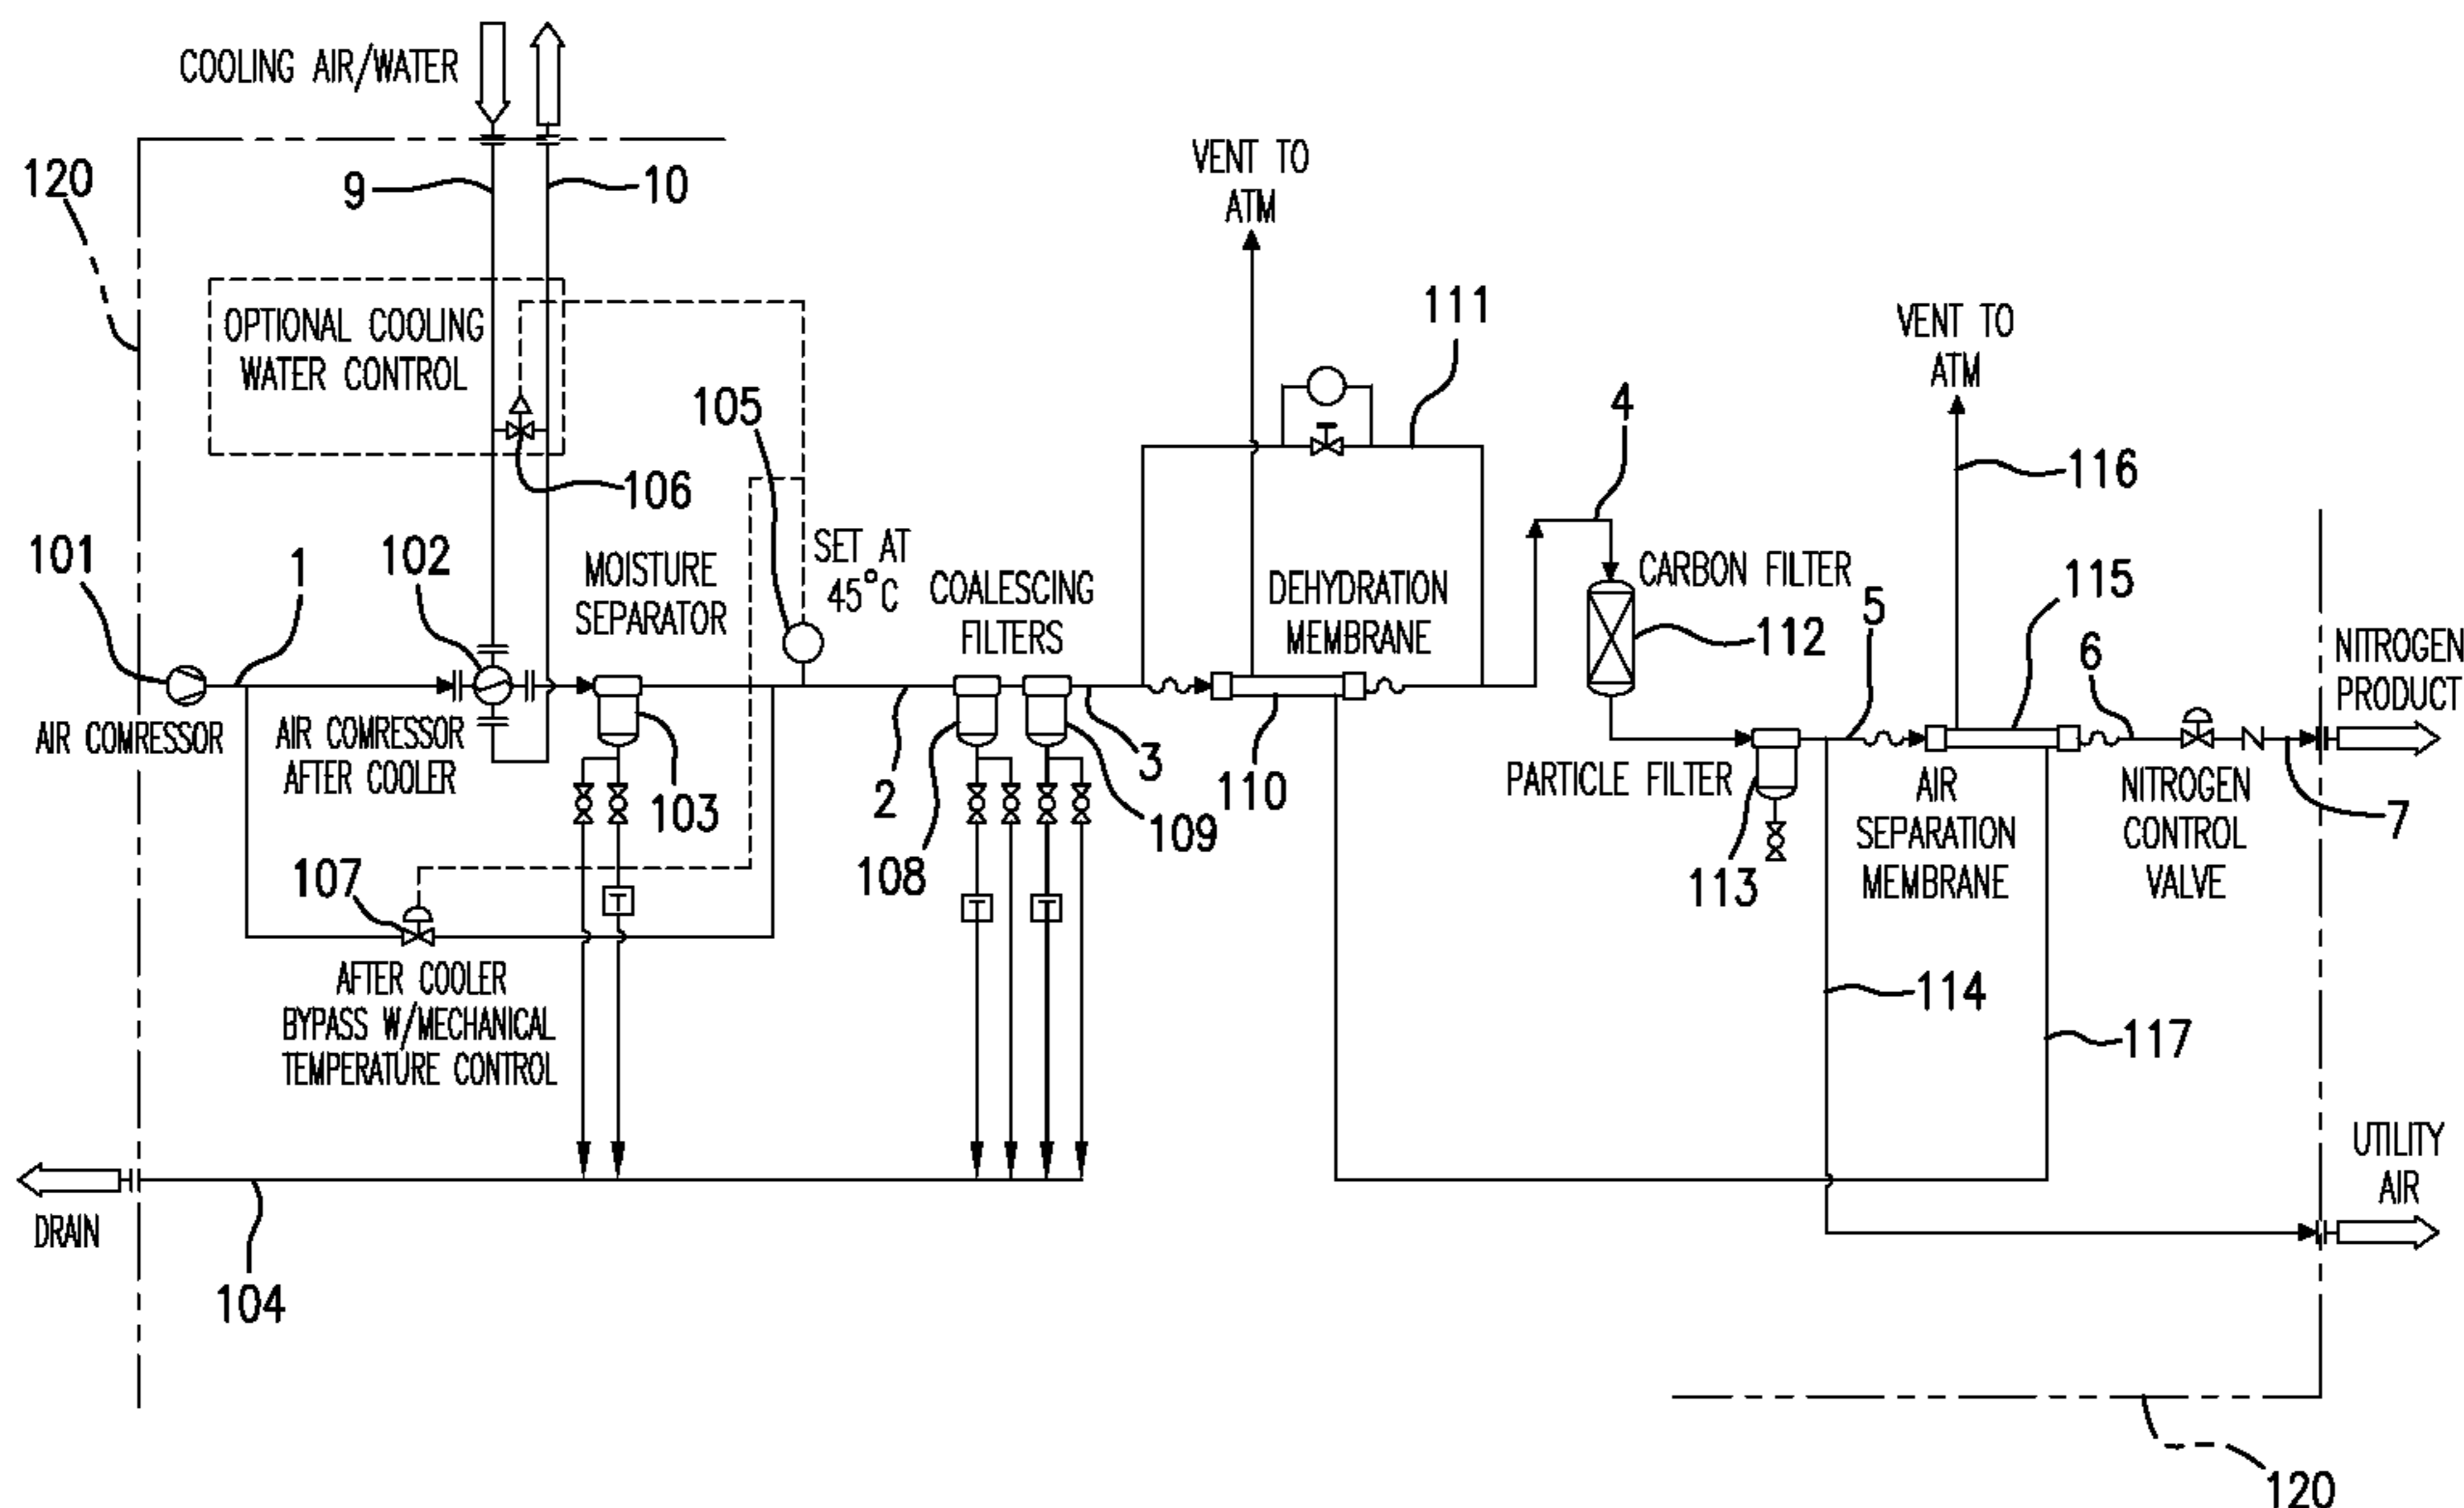 COOLING AIR/WATER
120
9
10
VENT TO
ATM
OPTIONAL COOLING
WATER CONTROL
106
105
SET AT
45°C
111
4
VENT TO
ATM
116
101
1
102
MOISTURE
SEPARATOR
COALESCING
FILTERS
DEHYDRATION
MEMBRANE
CARBON FILTER
112
5
115
6
NITROGEN
PRODUCT
AIR COMRESSOR
AIR COMRESSOR
AFTER COOLER
103
2
108
3
109
110
PARTICLE FILTER
113
AIR
SEPARATION
MEMBRANE
NITROGEN
CONTROL
VALVE
7
107
T
T
T
AFTER COOLER
BYPASS W/MECHANICAL
TEMPERATURE CONTROL
114
117
UTILITY
AIR
DRAIN
104
120